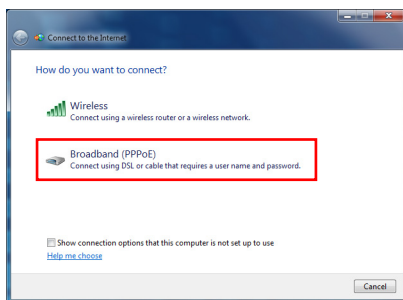 Connect to the Internet
How do you want to connect?
Wireless
Connect using a wireless router or a wireless network.
Broadband (PPPoE)
Connect using DSL or cable that requires a user name and password.
Show connection options that this computer is not set up to use
Help me choose
Cancel